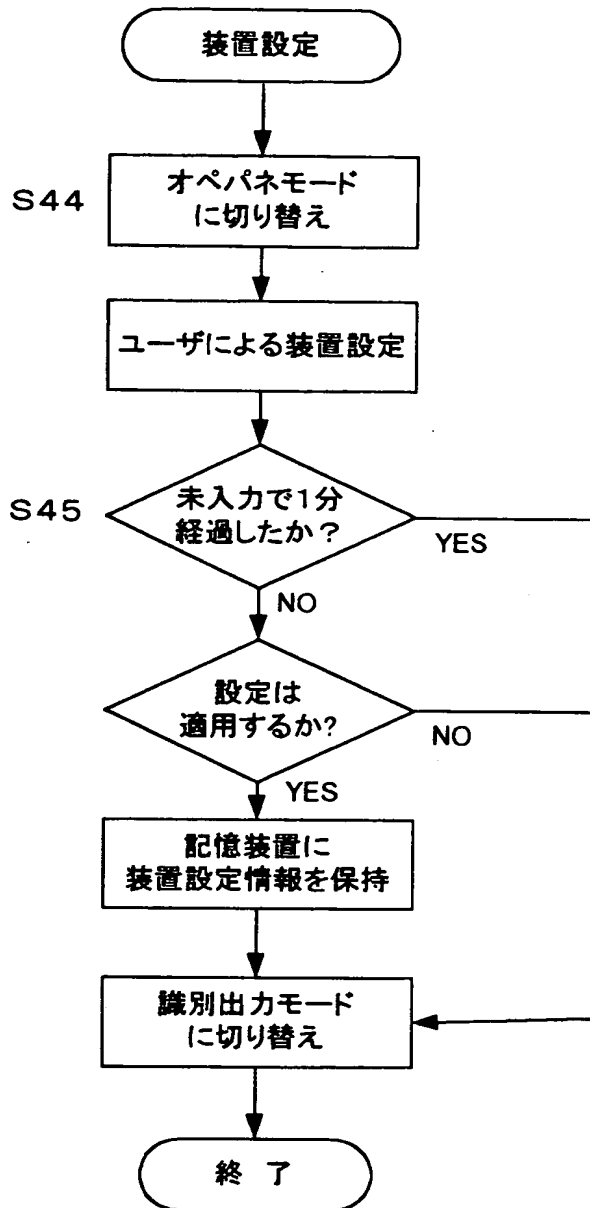 装置設定
S44
オペパネモード
に切り替え
ユーザによる装置設定
S45
未入力で1分
経過したか?
YES
NO
設定は
適用するか?
NO
YES
記憶装置に
装置設定情報を保持
識別出力モード
に切り替え
終 了